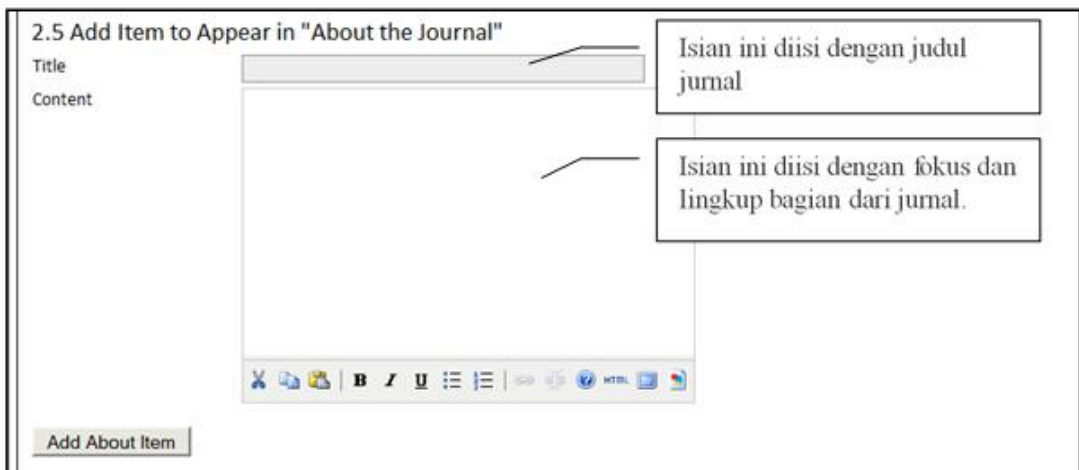 2.5 Add Item to Appear in "About the Journal"
Title
Isian ini diisi dengan judul
jurnal
Content
Isian ini diisi dengan fokus dan
lingkup bagian dari jurnal.
B I U HTML
Add About Item